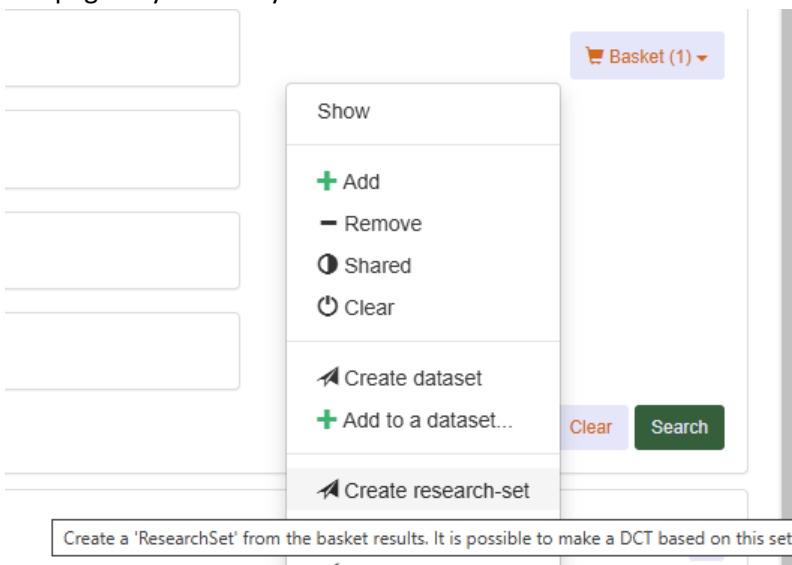 Basket (1)
Show
Add
Remove
Shared
Clear
Create dataset
Add to a dataset...
Clear Search
Create research-set
Create a 'ResearchSet' from the basket results. It is possible to make a DCT based on this set